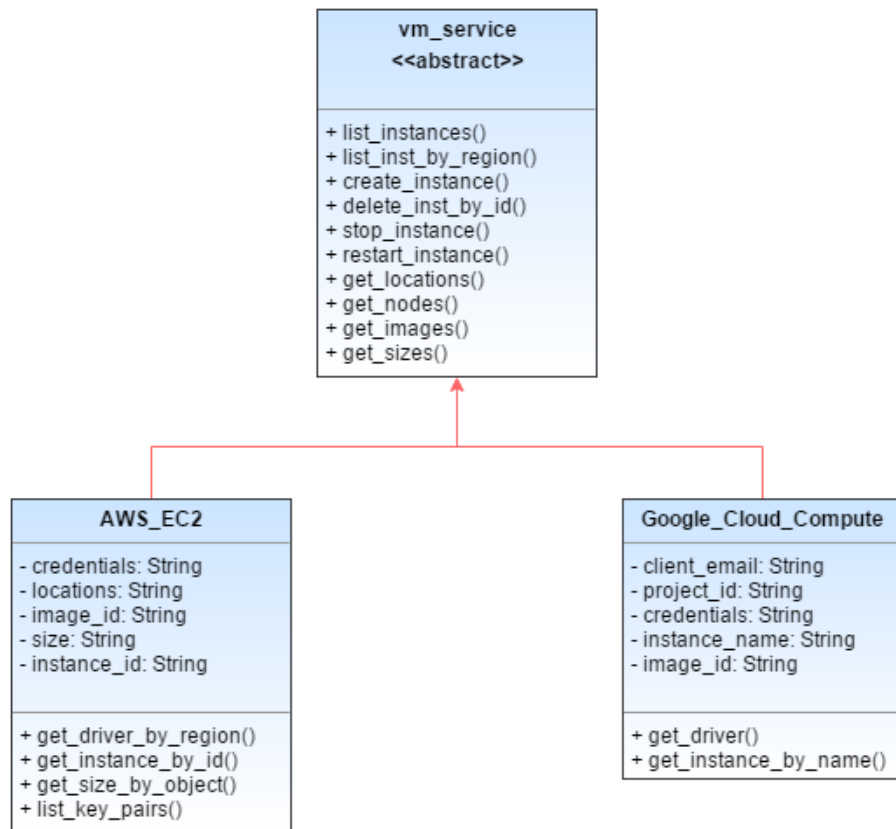 vm_service
<<abstract>>
+ list_instances()
+ list_inst_by_region()
+ create_instance()
+ delete_inst_by_id()
+ stop_instance()
+ restart_instance()
+ get_locations()
+ get_nodes()
+ get_images()
+ get_sizes()
AWS_EC2
- credentials: String
- locations: String
- image_id: String
- size: String
- instance_id: String
+ get_driver_by_region()
+ get_instance_by_id()
+ get_size_by_object()
+ list_key_pairs()
Google_Cloud_Compute
- client_email: String
- project_id: String
- credentials: String
- instance_name: String
- image_id: String
+ get_driver()
+ get_instance_by_name()